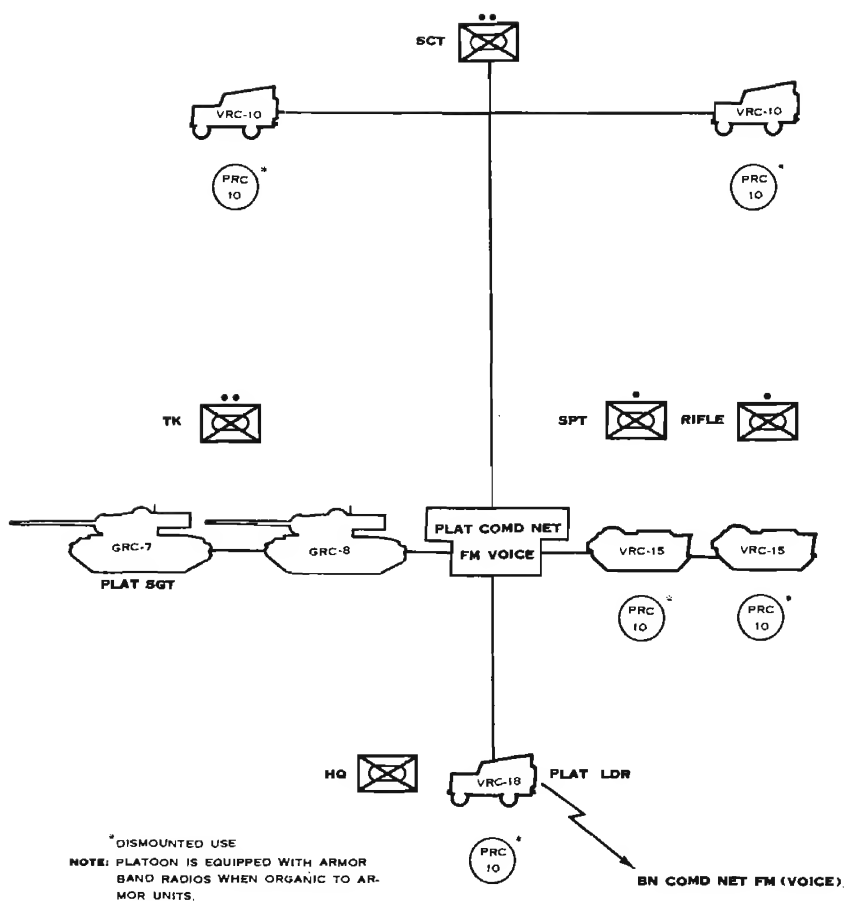 SCT
VRC-10
VRC-10
PRC
10
*
PRC
10
*
TK
SPT
RIFLE
GRC-7
GRC-8
PLAT COMD NET
FM VOICE
VRC-15
VRC-15
PLAT SGT
PRC
10
*
PRC
10
*
HQ
VRC-18
PLAT LDR
PRC
10
*
*DISMOUNTED USE
NOTE: PLATOON IS EQUIPPED WITH ARMOR
BAND RADIOS WHEN ORGANIC TO AR-
MOR UNITS.
BN COMD NET FM (VOICE)